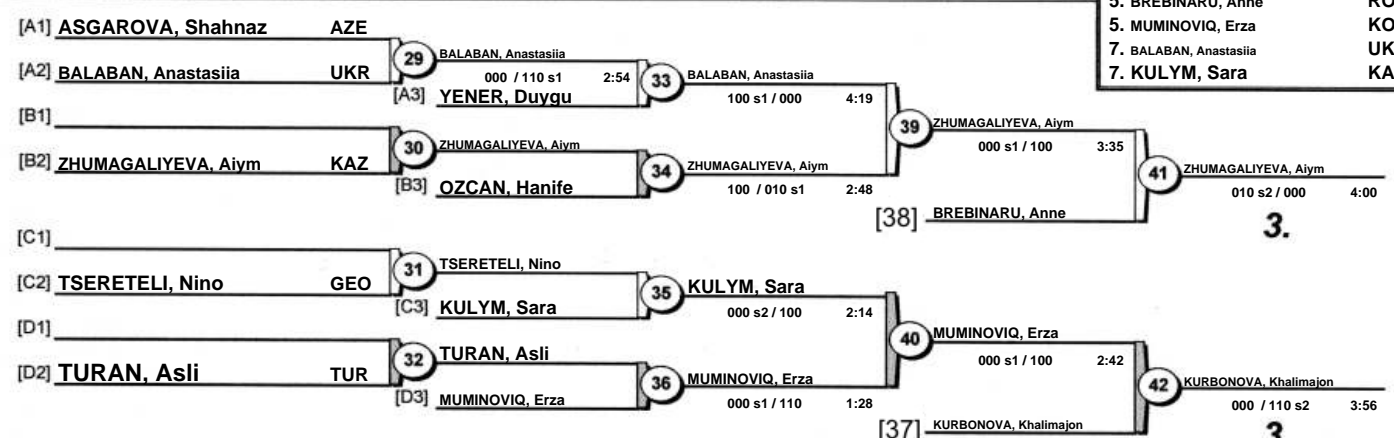 5. BREBINARU, Anne RO
5. MUMINOVIQ, Erza KO
7. BALABAN, Anastasiia UK
7. KULYM, Sara KA
[A1] ASGAROVA, Shahnaz AZE
29 BALABAN, Anastasiia
[A2] BALABAN, Anastasiia UKR
000 / 110 s1 2:54
33 BALABAN, Anastasiia
[A3] YENER, Duygu
100 s1 / 000 4:19
[B1]
39 ZHUMAGALIYEVA, Aiym
30 ZHUMAGALIYEVA, Aiym
000 s1 / 100 3:35
[B2] ZHUMAGALIYEVA, Aiym KAZ
34 ZHUMAGALIYEVA, Aiym
41 ZHUMAGALIYEVA, Aiym
[B3] OZCAN, Hanife
100 / 010 s1 2:48
010 s2 / 000 4:00
[38] BREBINARU, Anne
3.
[C1]
31 TSERETELI, Nino
[C2] TSERETELI, Nino GEO
35 KULYM, Sara
[C3] KULYM, Sara
000 s2 / 100 2:14
[D1]
40 MUMINOVIQ, Erza
32 TURAN, Asli
000 s1 / 100 2:42
[D2] TURAN, Asli TUR
36 MUMINOVIQ, Erza
42 KURBONOVA, Khalimajon
[D3] MUMINOVIQ, Erza
000 s1 / 110 1:28
000 / 110 s2 3:56
[37] KURBONOVA, Khalimajon
3